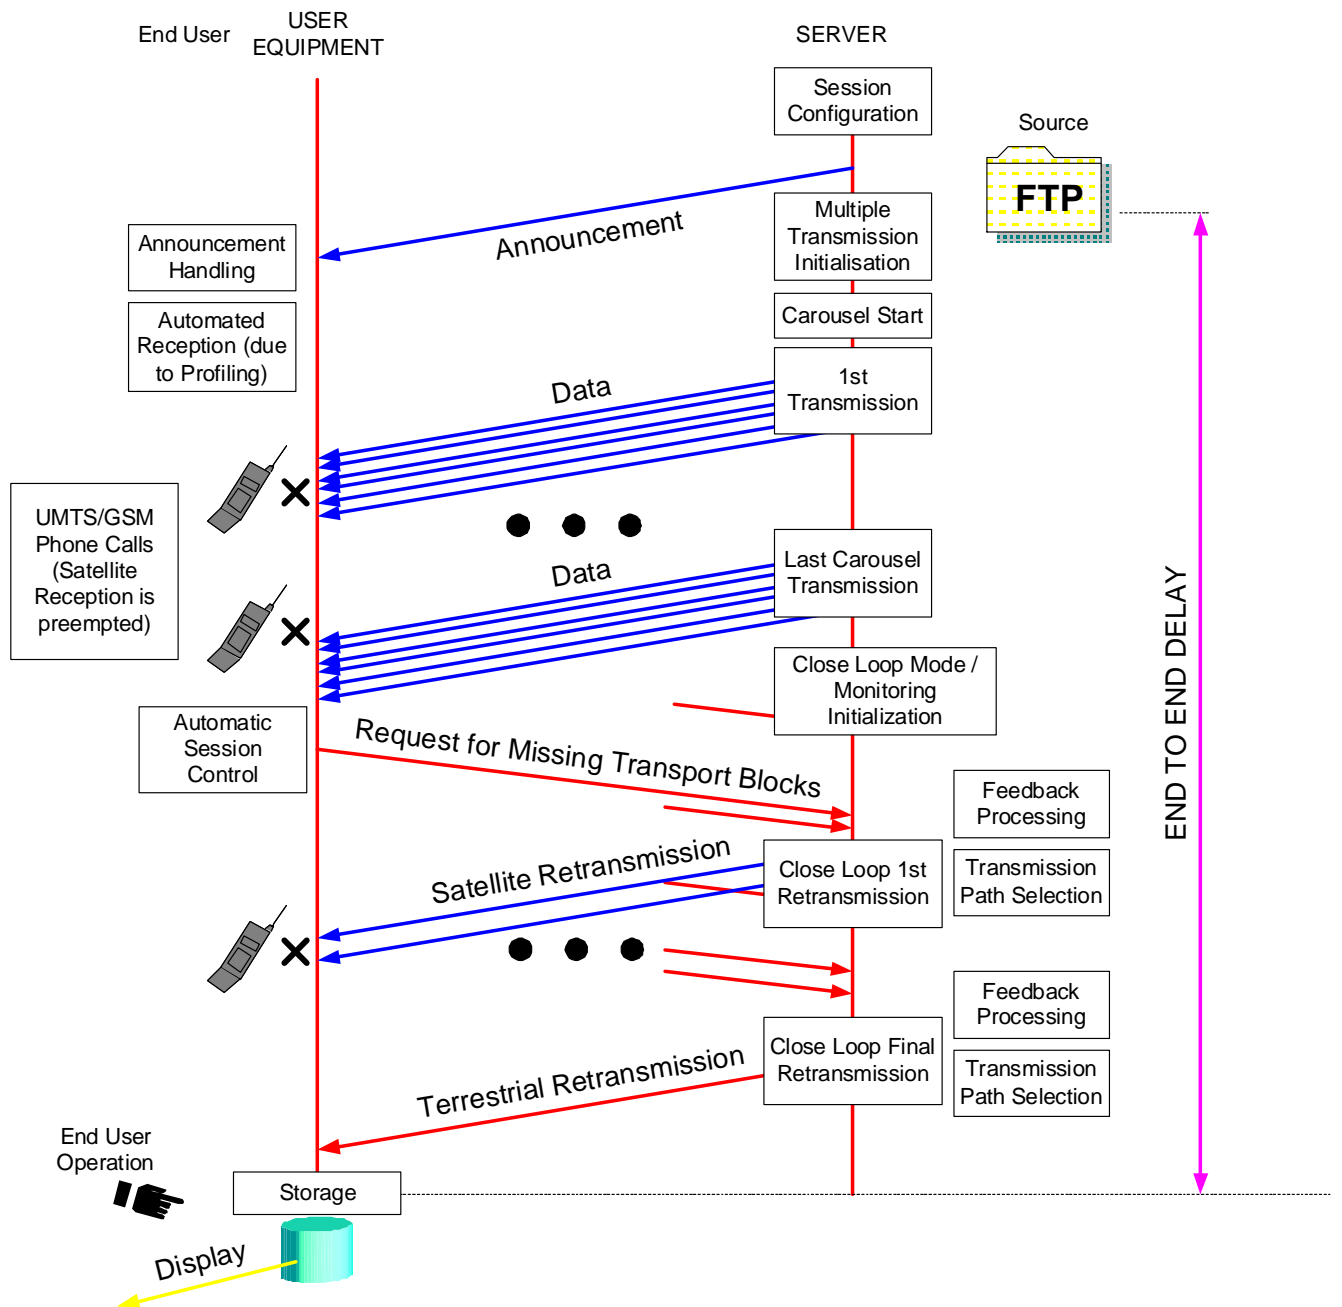 End User
USER
EQUIPMENT
SERVER
Session
Configuration
Source
FTP
Announcement
Multiple
Transmission
Initialisation
Announcement
Handling
Carousel Start
Automated
Reception (due
to Profiling)
Data
1st
Transmission
UMTS/GSM
Phone Calls
(Satellite
Reception is
preempted)
Data
Last Carousel
Transmission
END TO END DELAY
Close Loop Mode /
Monitoring
Initialization
Automatic
Session
Control
Request for Missing Transport Blocks
Feedback
Processing
Satellite Retransmission
Close Loop 1st
Retransmission
Transmission
Path Selection
Feedback
Processing
Terrestrial Retransmission
Close Loop Final
Retransmission
Transmission
Path Selection
End User
Operation
Storage
Display